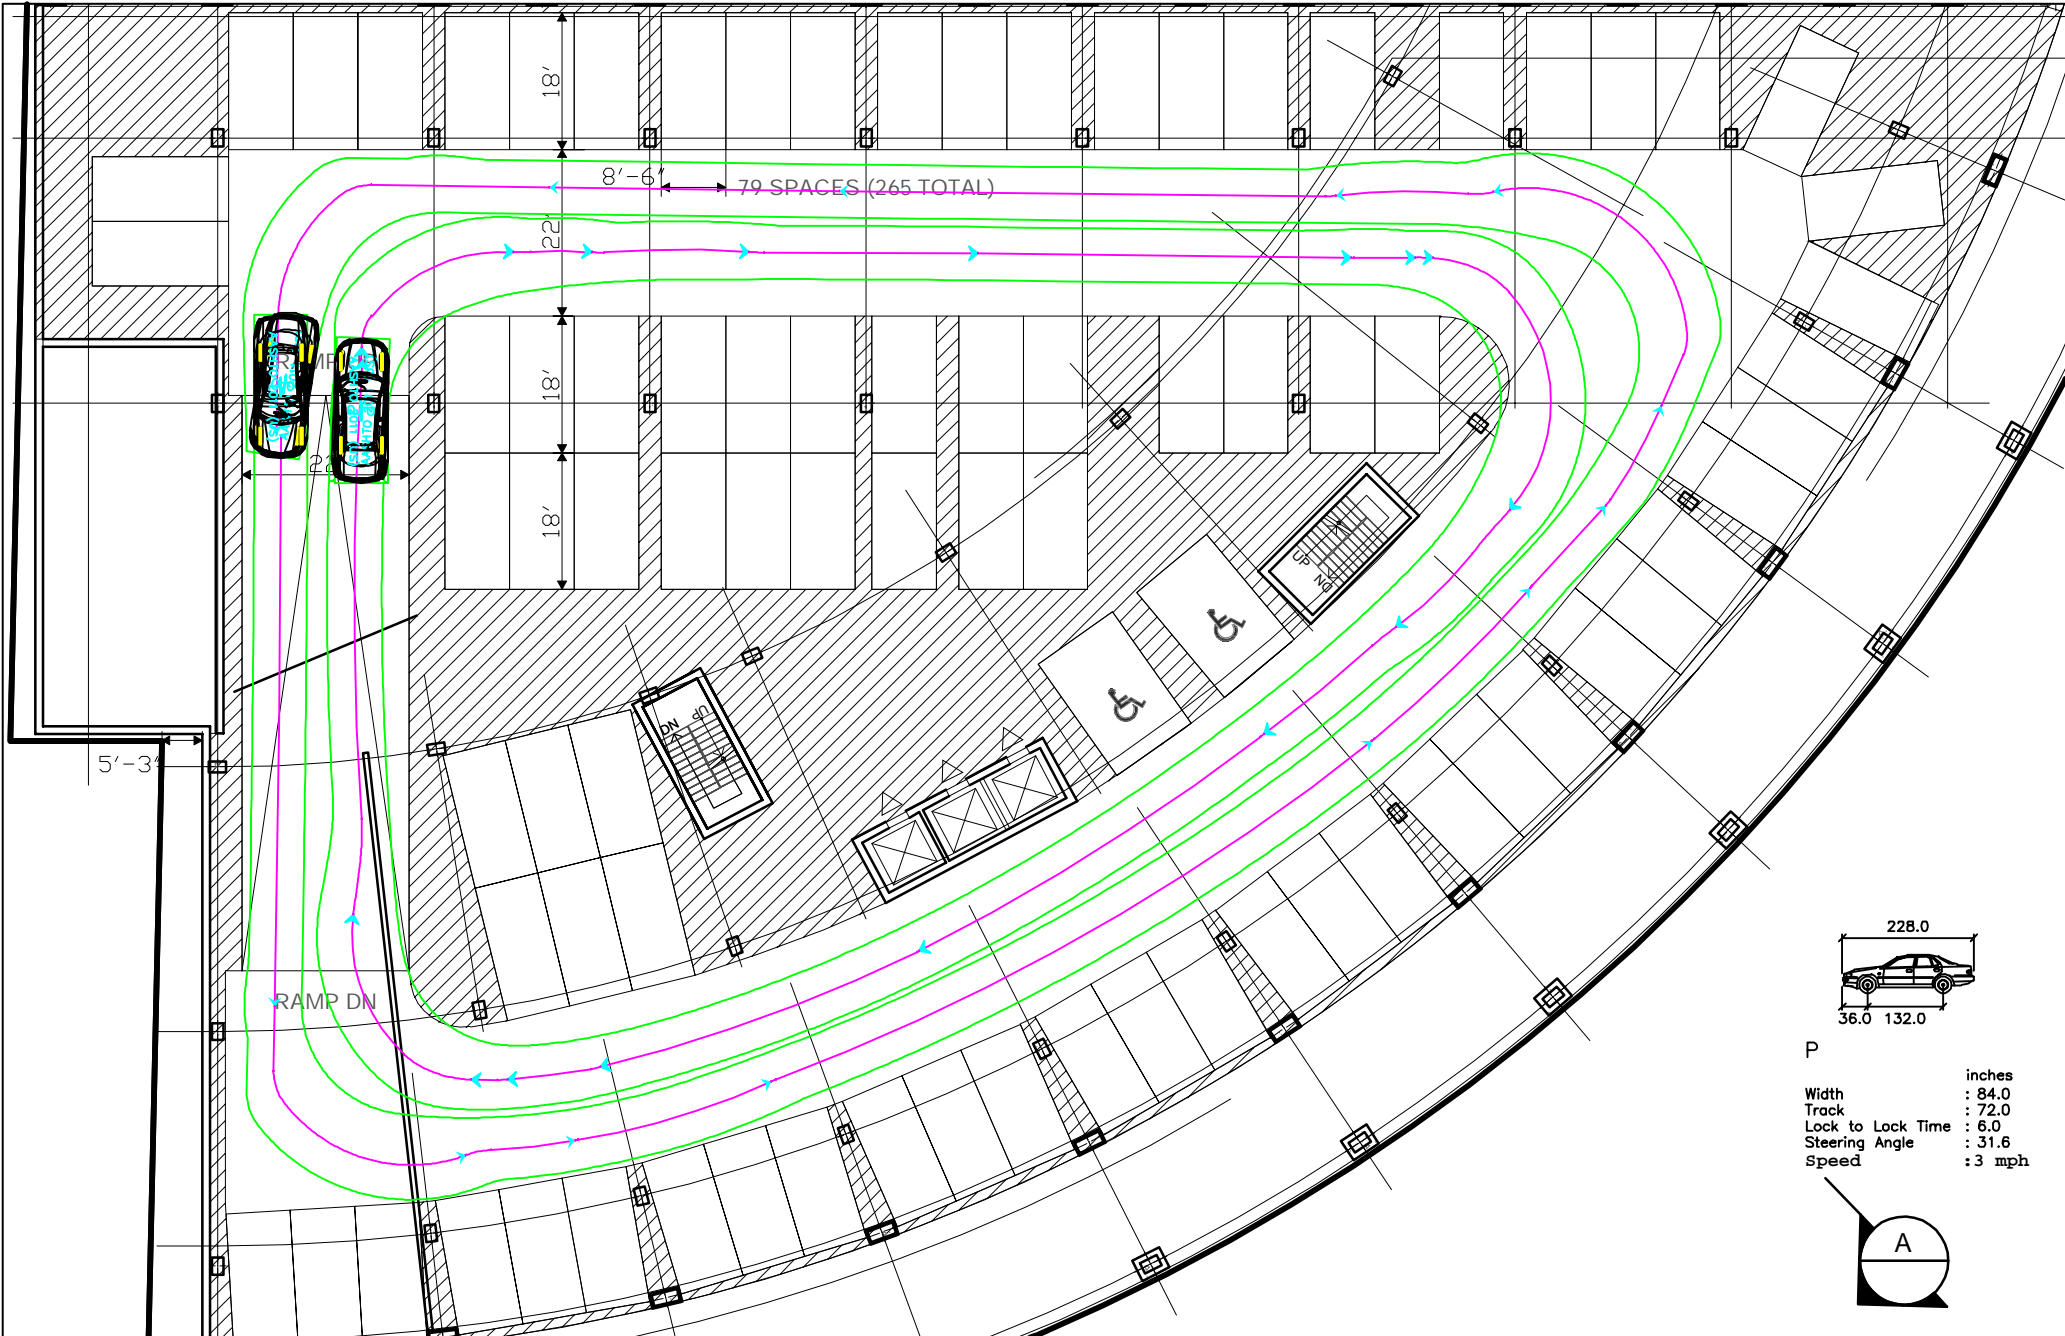 18'
8'-6"
79 SPACES (265 TOTAL)
22'
RAMP
18'
22'
18'
UP
DN
UP
DN
5'-3"
RAMP DN
228.0
36.0 132.0
P
inches
Width : 84.0
Track : 72.0
Lock to Lock Time : 6.0
Steering Angle : 31.6
Speed :3 mph
A